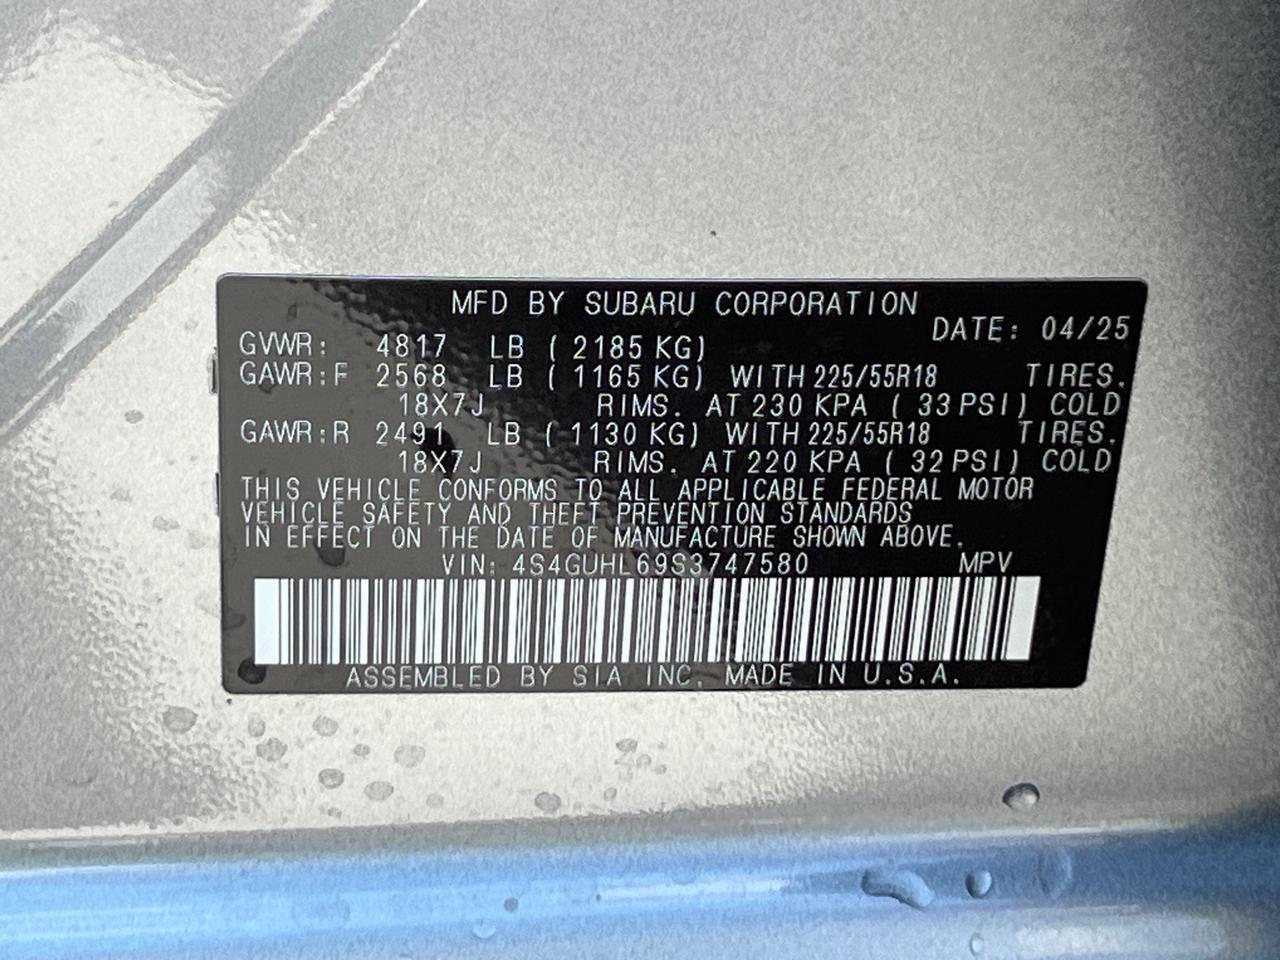 MFD BY SUBARU CORPORATION
DATE: 04/25
GVWR: 4817 LB ( 2185 KG)
GAWR:F 2568 LB ( 1165 KG) WITH 225/55R18 TIRES.
18X7J RIMS. AT 230 KPA ( 33 PSI) COLD
GAWR:R 2491 LB ( 1130 KG) WITH 225/55R18 TIRES.
18X7J RIMS. AT 220 KPA ( 32 PSI) COLD
THIS VEHICLE CONFORMS TO ALL APPLICABLE FEDERAL MOTOR
VEHICLE SAFETY AND THEFT PREVENTION STANDARDS
IN EFFECT ON THE DATE OF MANUFACTURE SHOWN ABOVE.
VIN: 4S4GUHL69S3747580 MPV
ASSEMBLED BY SIA INC. MADE IN U.S.A.